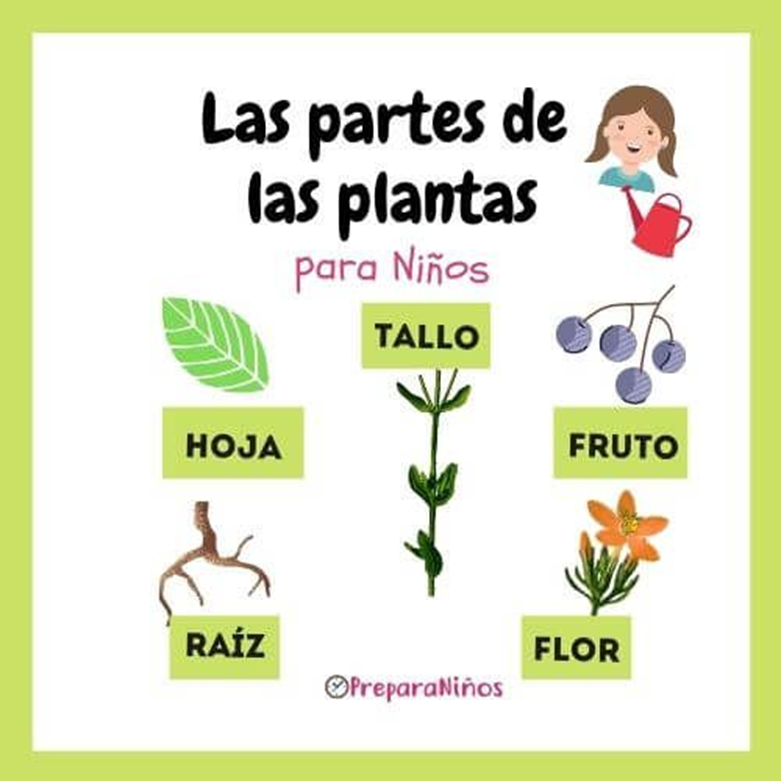 Las partes de
las plantas
para Niños
TALLO
HOJA
FRUTO
RAÍZ
FLOR
PreparaNiños